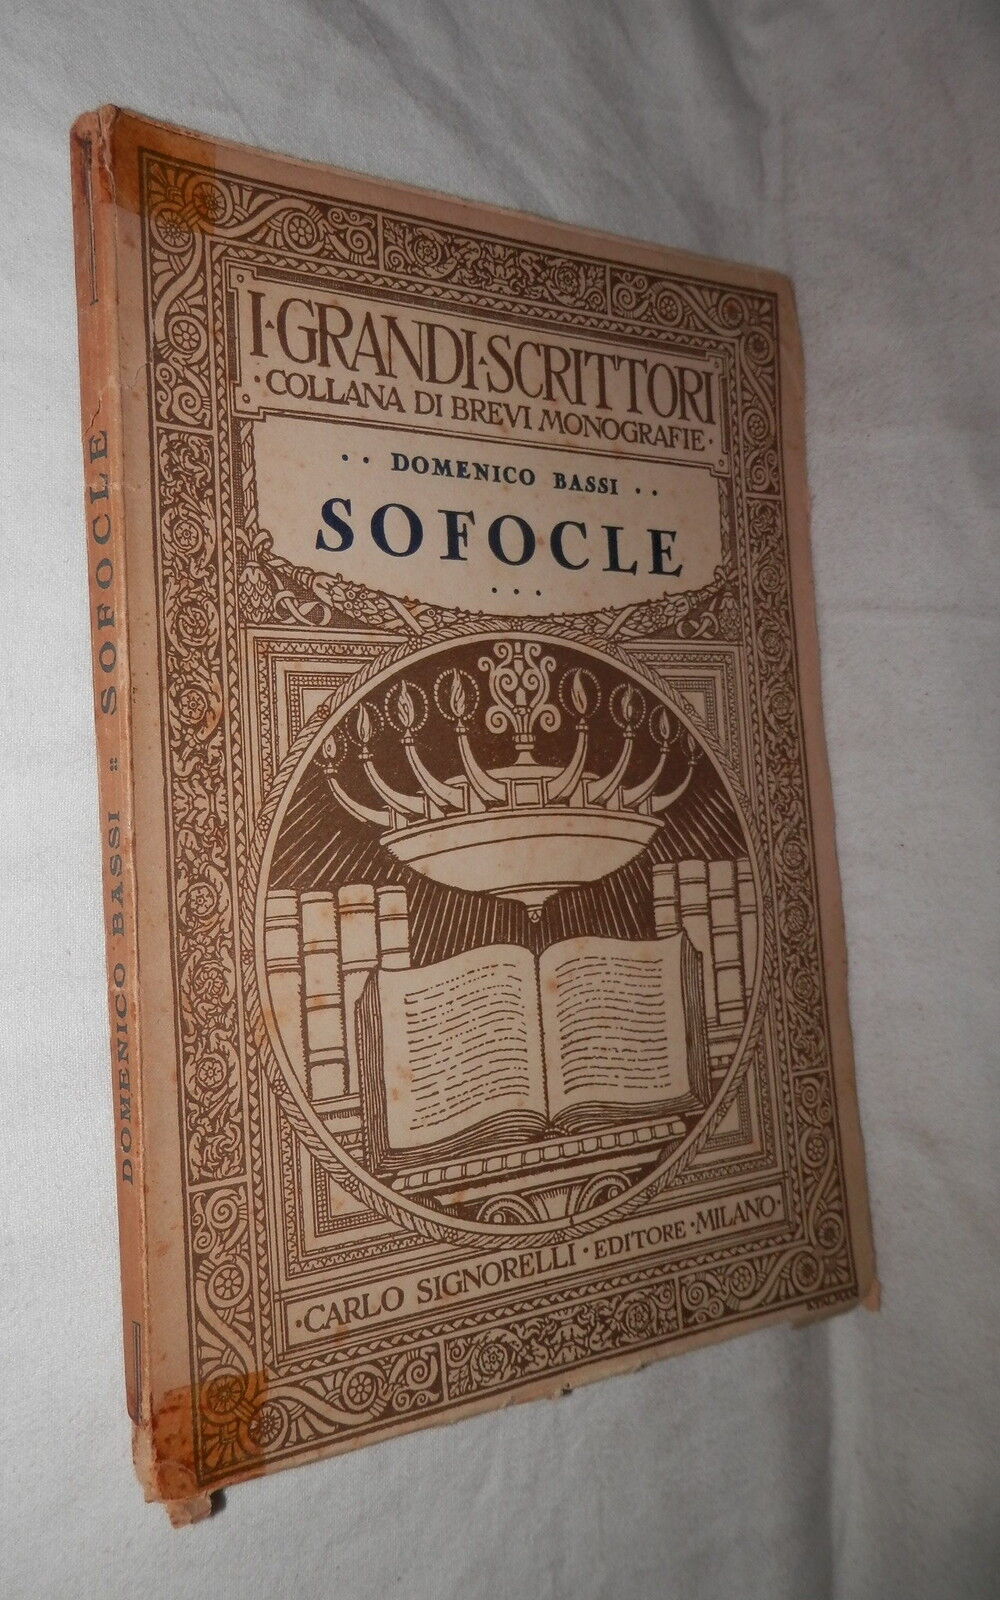 I·GRANDI·SCRITTORI
·COLLANA DI BREVI MONOGRAFIE·
·· DOMENICO BASSI ··
SOFOCLE
...
·CARLO SIGNORELLI·EDITORE·MILANO·
DOMENICO BASSI :: SOFOCLE